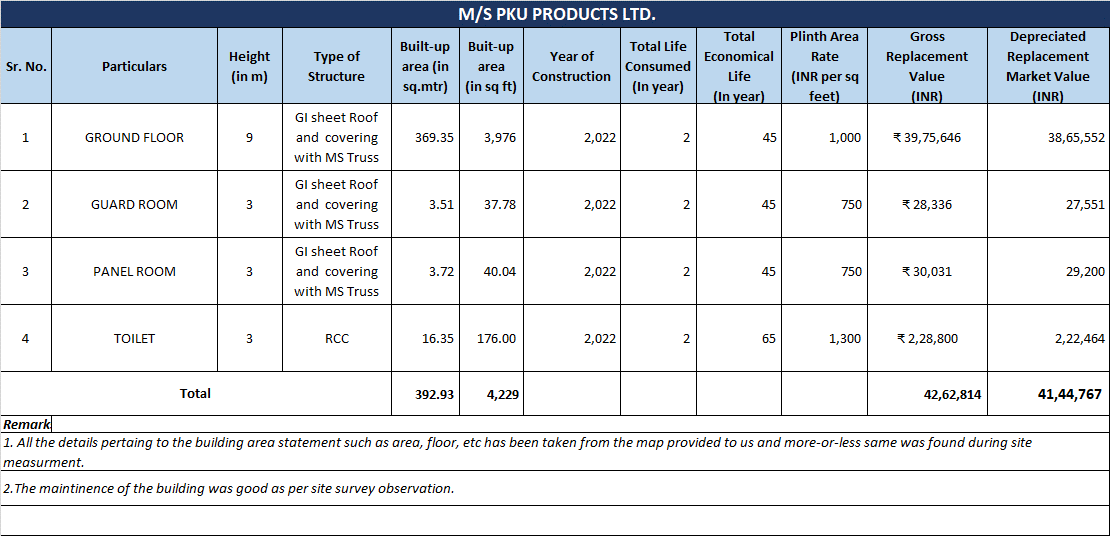 M/S PKU PRODUCTS LTD.
Sr. No. Particulars Height (in m) Type of Structure Built-up area (in sq.mtr) Buit-up area (in sq ft) Year of Construction Total Life Consumed (In year) Total Economical Life (In year) Plinth Area Rate (INR per sq feet) Gross Replacement Value (INR) Depreciated Replacement Market Value (INR)
1 GROUND FLOOR 9 GI sheet Roof and covering with MS Truss 369.35 3,976 2,022 2 45 1,000 ₹ 39,75,646 38,65,552
2 GUARD ROOM 3 GI sheet Roof and covering with MS Truss 3.51 37.78 2,022 2 45 750 ₹ 28,336 27,551
3 PANEL ROOM 3 GI sheet Roof and covering with MS Truss 3.72 40.04 2,022 2 45 750 ₹ 30,031 29,200
4 TOILET 3 RCC 16.35 176.00 2,022 2 65 1,300 ₹ 2,28,800 2,22,464
Total 392.93 4,229 42,62,814 41,44,767
Remark
1. All the details pertaing to the building area statement such as area, floor, etc has been taken from the map provided to us and more-or-less same was found during site
measurment.
2.The maintinence of the building was good as per site survey observation.